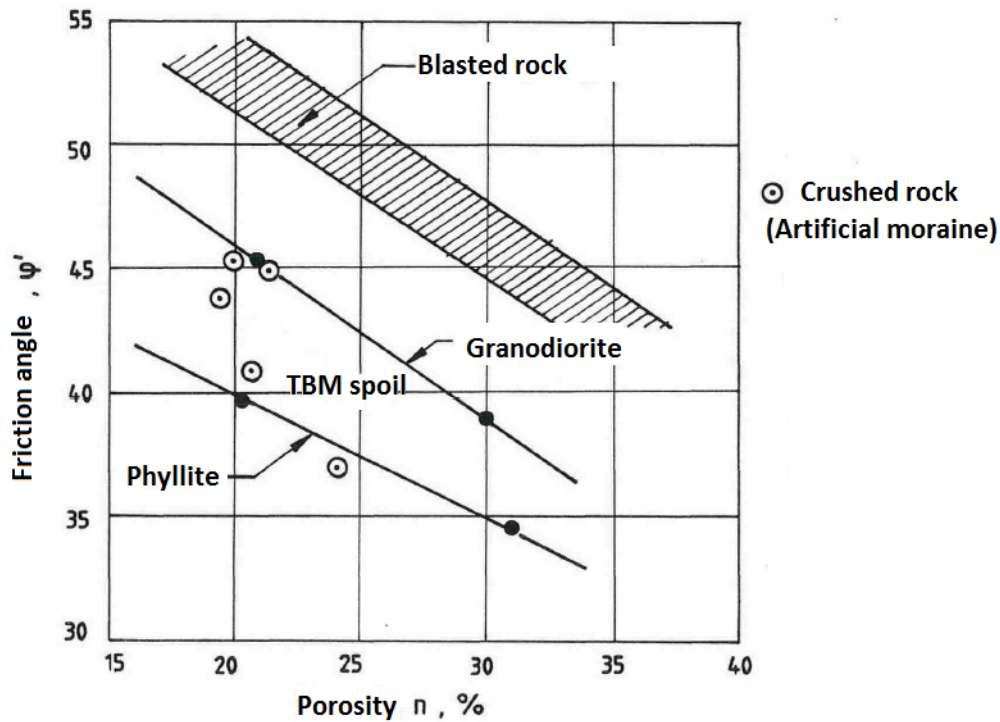 55
50
45
40
35
30
15
20
25
30
35
40
Friction angle , φ'
Porosity n , %
Blasted rock
Granodiorite
TBM spoil
Phyllite
Crushed rock
(Artificial moraine)